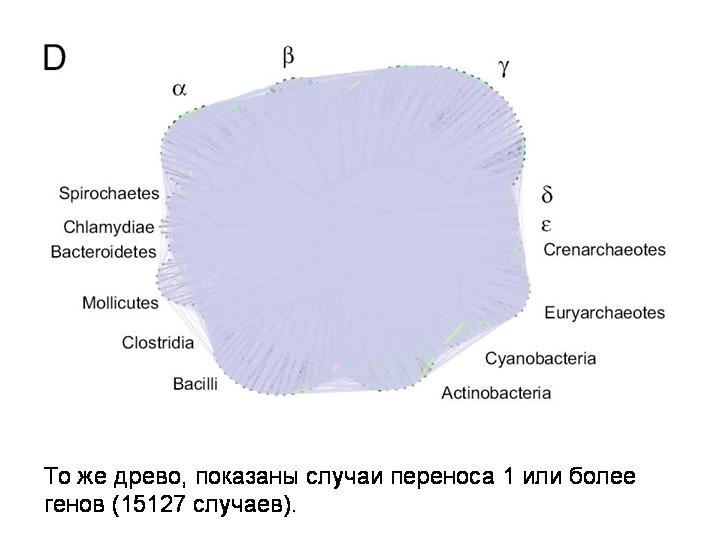 D
β
γ
α
Spirochaetes
δ
Chlamydiae
ε
Bacteroidetes
Crenarchaeotes
Mollicutes
Euryarchaeotes
Clostridia
Cyanobacteria
Bacilli
Actinobacteria
То же древо, показаны случаи переноса 1 или более
генов (15127 случаев).